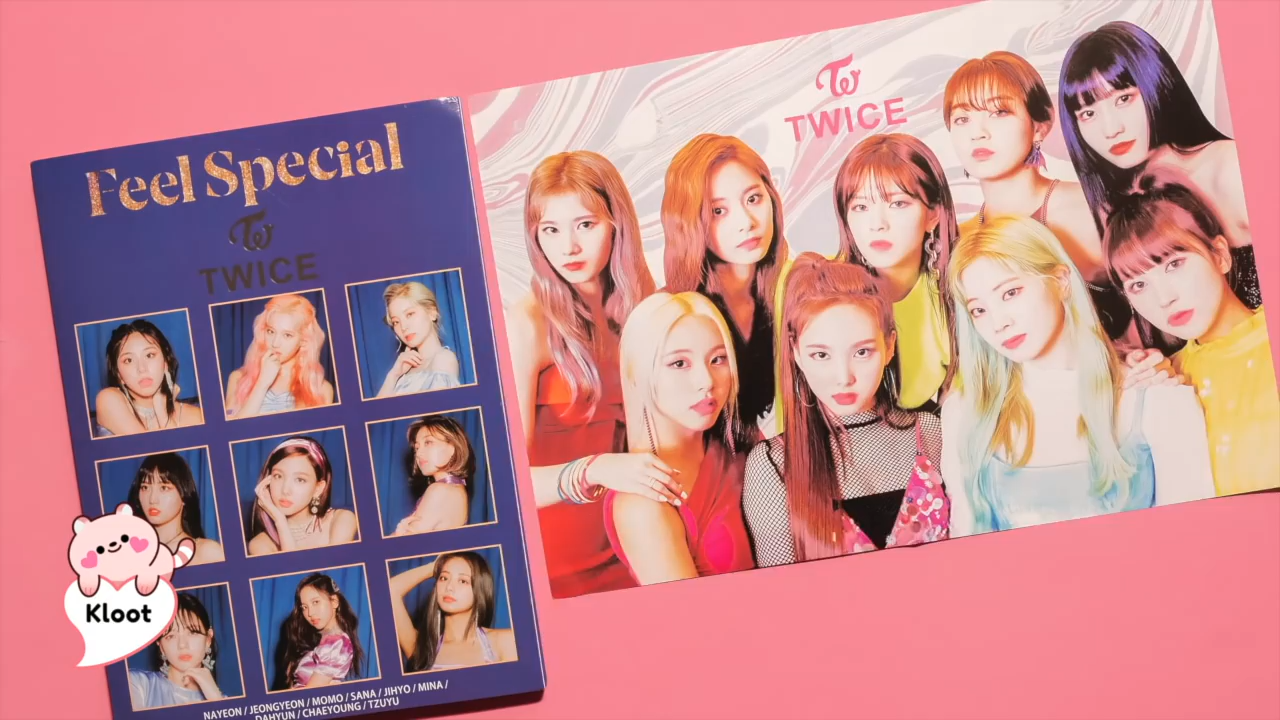 Feel Special
TWICE
NAYEON / JEONGYEON / MOMO / SANA / JIHYO / MINA /
DAHYUN / CHAEYOUNG / TZUYU
TWICE
Kloot